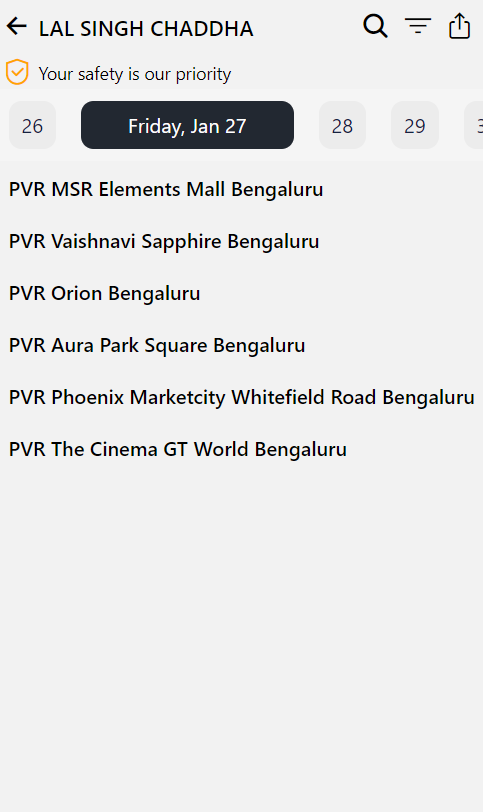 LAL SINGH CHADDHA
Your safety is our priority
26 Friday, Jan 27 28 29
PVR MSR Elements Mall Bengaluru
PVR Vaishnavi Sapphire Bengaluru
PVR Orion Bengaluru
PVR Aura Park Square Bengaluru
PVR Phoenix Marketcity Whitefield Road Bengaluru
PVR The Cinema GT World Bengaluru